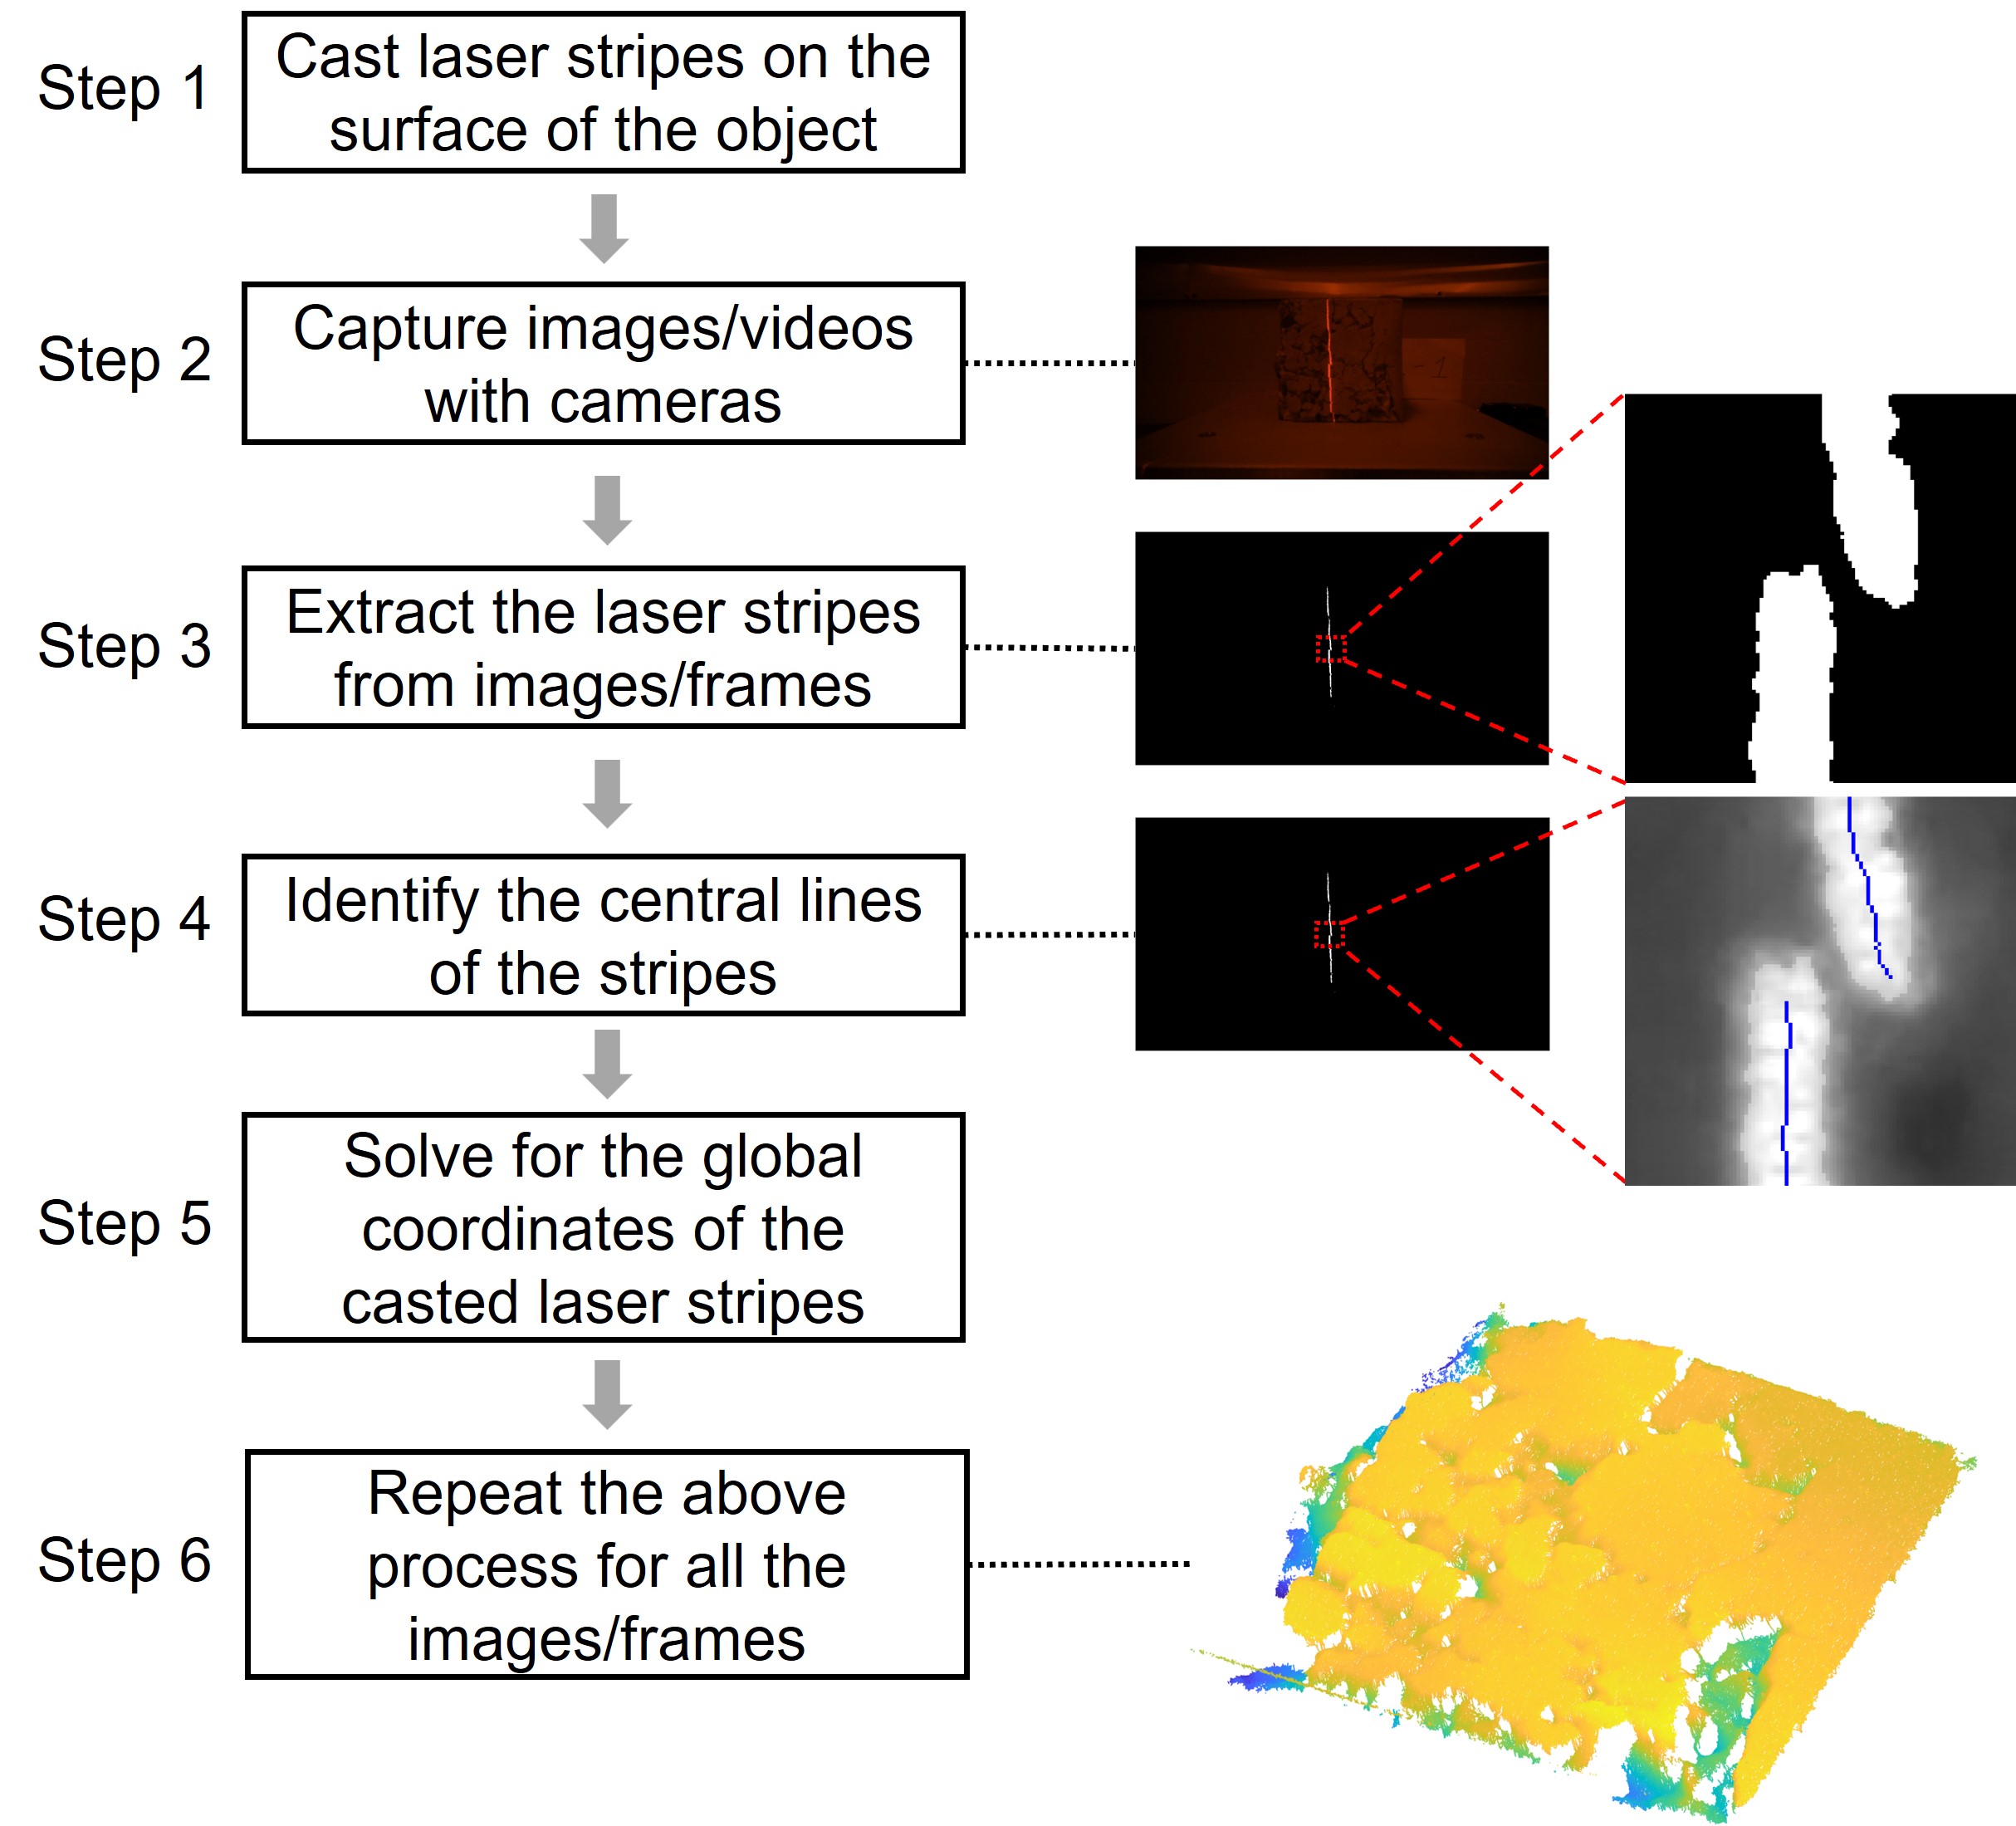 Step 1
Cast laser stripes on the
surface of the object
Step 2
Capture images/videos
with cameras
-1
Step 3
Extract the laser stripes
from images/frames
Step 4
Identify the central lines
of the stripes
Step 5
Solve for the global
coordinates of the
casted laser stripes
Step 6
Repeat the above
process for all the
images/frames